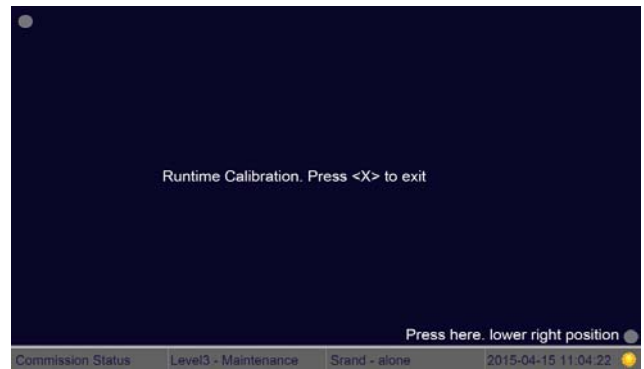 Runtime Calibration. Press <X> to exit
Press here. lower right position
Commission Status Level3 - Maintenance Srand - alone 2015-04-15 11:04:22